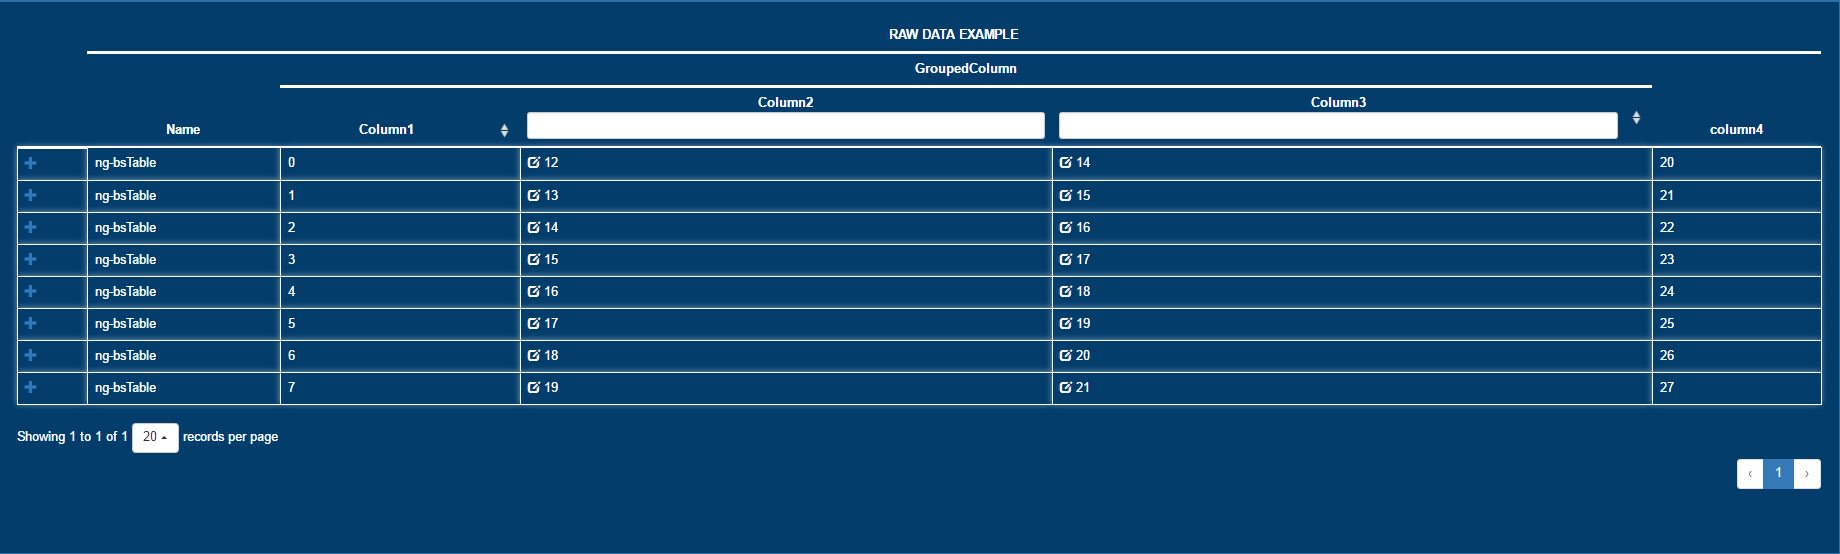 RAW DATA EXAMPLE
GroupedColumn
Column2 Column3
Name Column1 column4
ng-bsTable 0 12 14 20
ng-bsTable 1 13 15 21
ng-bsTable 2 14 16 22
ng-bsTable 3 15 17 23
ng-bsTable 4 16 18 24
ng-bsTable 5 17 19 25
ng-bsTable 6 18 20 26
ng-bsTable 7 19 21 27
Showing 1 to 1 of 1 20 records per page
‹ 1 ›